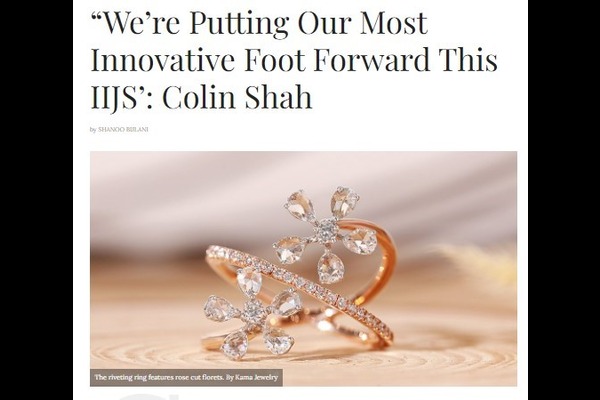 “We’re Putting Our Most
Innovative Foot Forward This
IIJS’: Colin Shah
by SHANOO BIJLANI
The riveting ring features rose cut florets. By Kama Jewelry